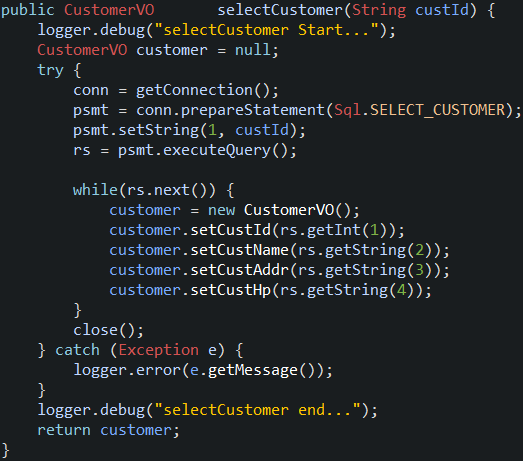 public CustomerVO       selectCustomer(String custId) {
    logger.debug("selectCustomer Start...");
    CustomerVO customer = null;
    try {
        conn = getConnection();
        psmt = conn.prepareStatement(Sql.SELECT_CUSTOMER);
        psmt.setString(1, custId);
        rs = psmt.executeQuery();

        while(rs.next()) {
            customer = new CustomerVO();
            customer.setCustId(rs.getInt(1));
            customer.setCustName(rs.getString(2));
            customer.setCustAddr(rs.getString(3));
            customer.setCustHp(rs.getString(4));
        }
        close();
    } catch (Exception e) {
        logger.error(e.getMessage());
    }
    logger.debug("selectCustomer end...");
    return customer;
}